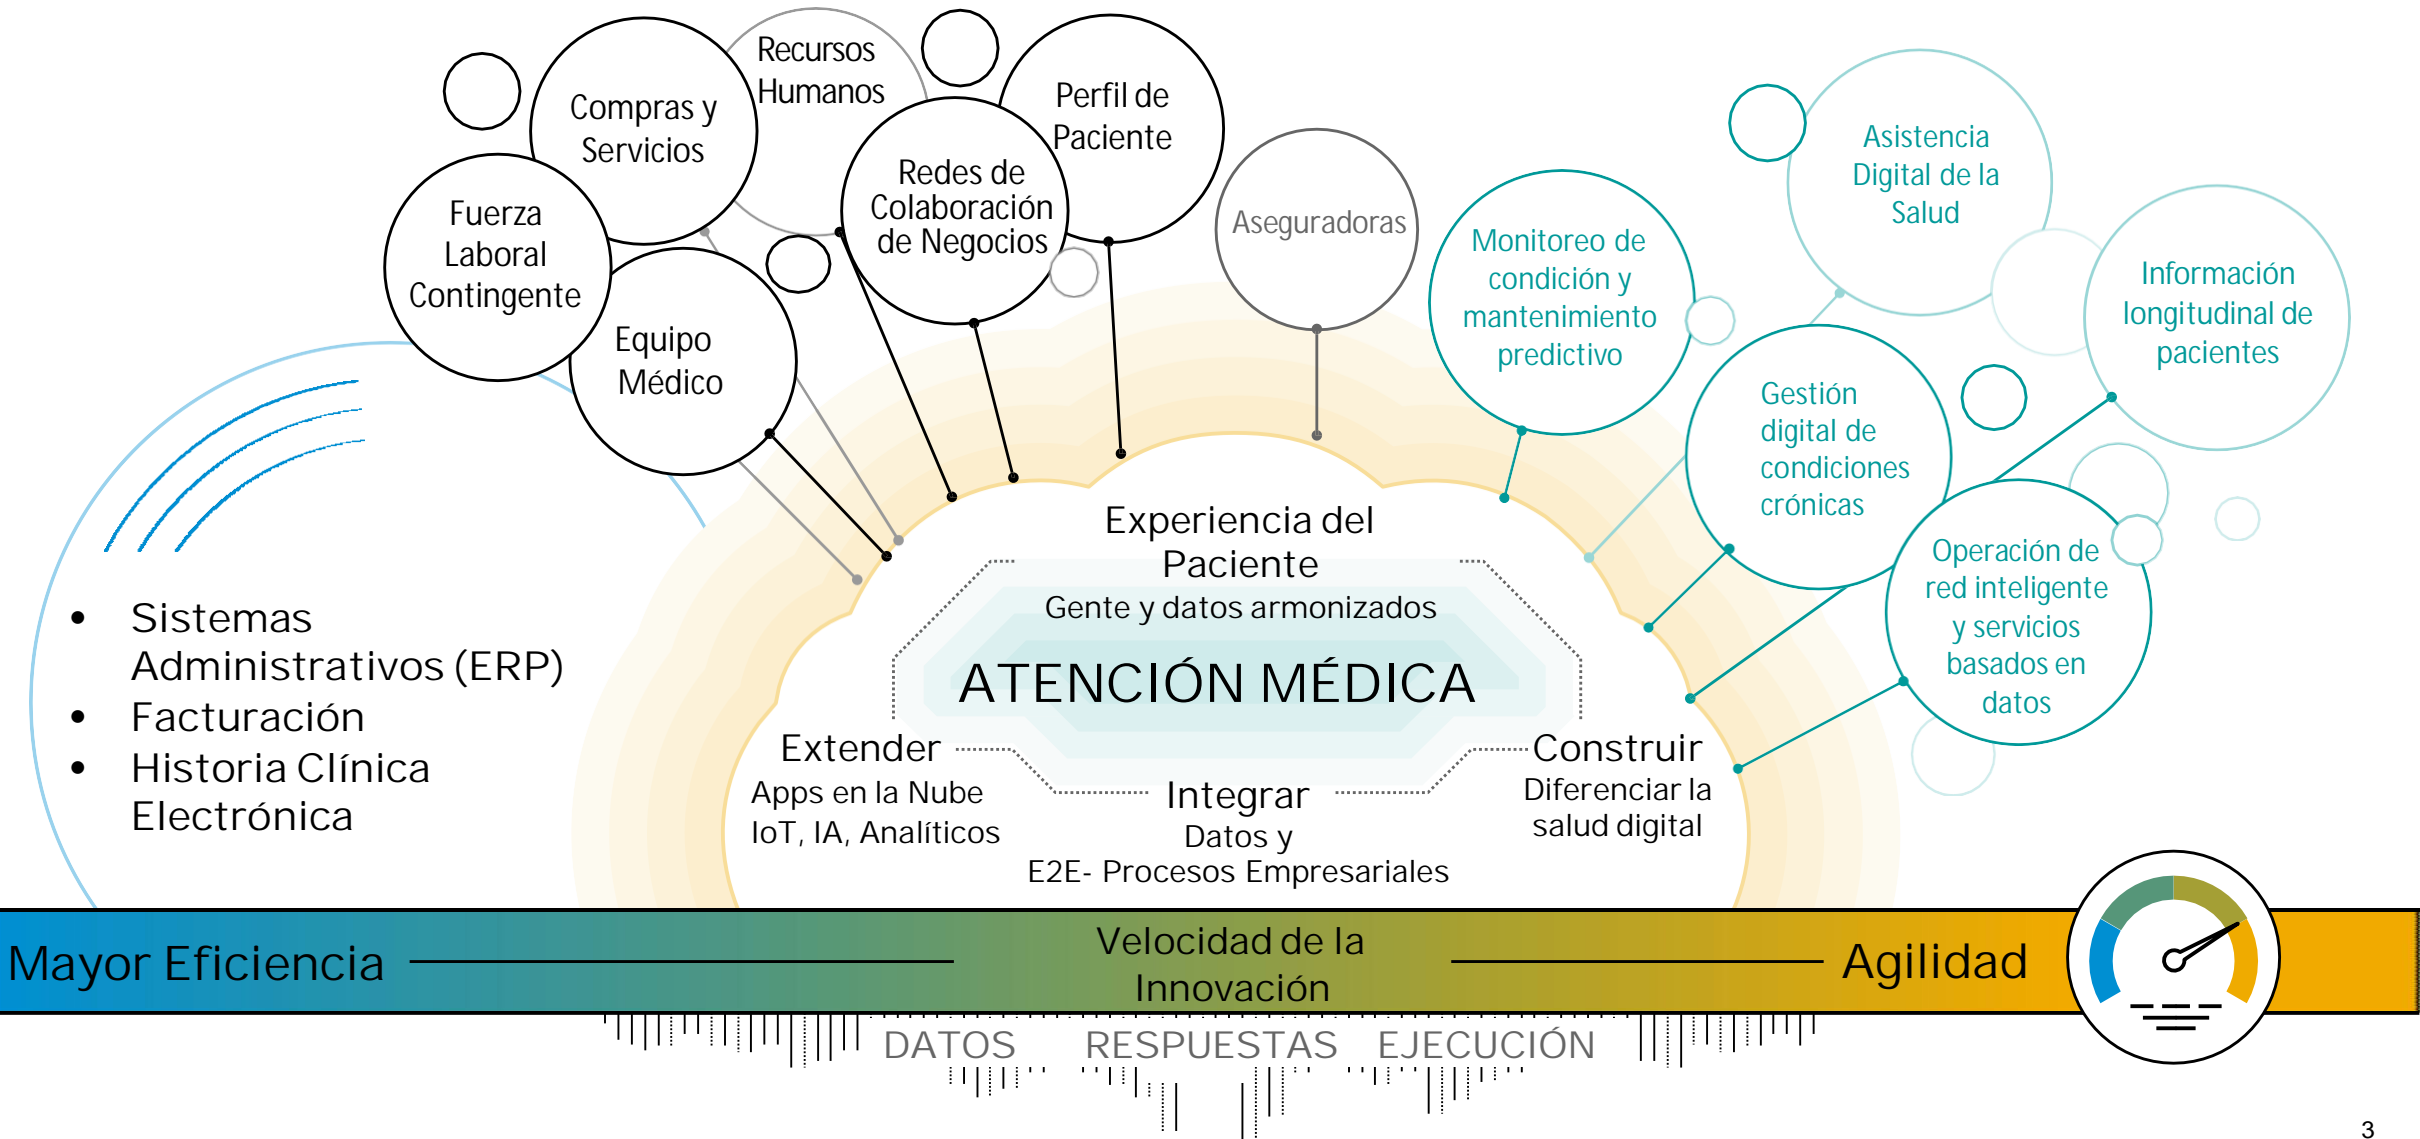 Recursos
Humanos
Compras y
Servicios
Perfil de
Paciente
Redes de
Colaboración
de Negocios
Fuerza
Laboral
Contingente
Equipo
Médico
Aseguradoras
Monitoreo de
condición y
mantenimiento
predictivo
Asistencia
Digital de la
Salud
Información
longitudinal de
pacientes
Gestión
digital de
condiciones
crónicas
Operación de
red inteligente
y servicios
basados en
datos
• Sistemas
Administrativos (ERP)
• Facturación
• Historia Clínica
Electrónica
Experiencia del
Paciente
Gente y datos armonizados
ATENCIÓN MÉDICA
Extender
Apps en la Nube
IoT, IA, Analíticos
Integrar
Datos y
E2E- Procesos Empresariales
Construir
Diferenciar la
salud digital
Mayor Eficiencia
Velocidad de la
Innovación
Agilidad
DATOS RESPUESTAS EJECUCIÓN
3